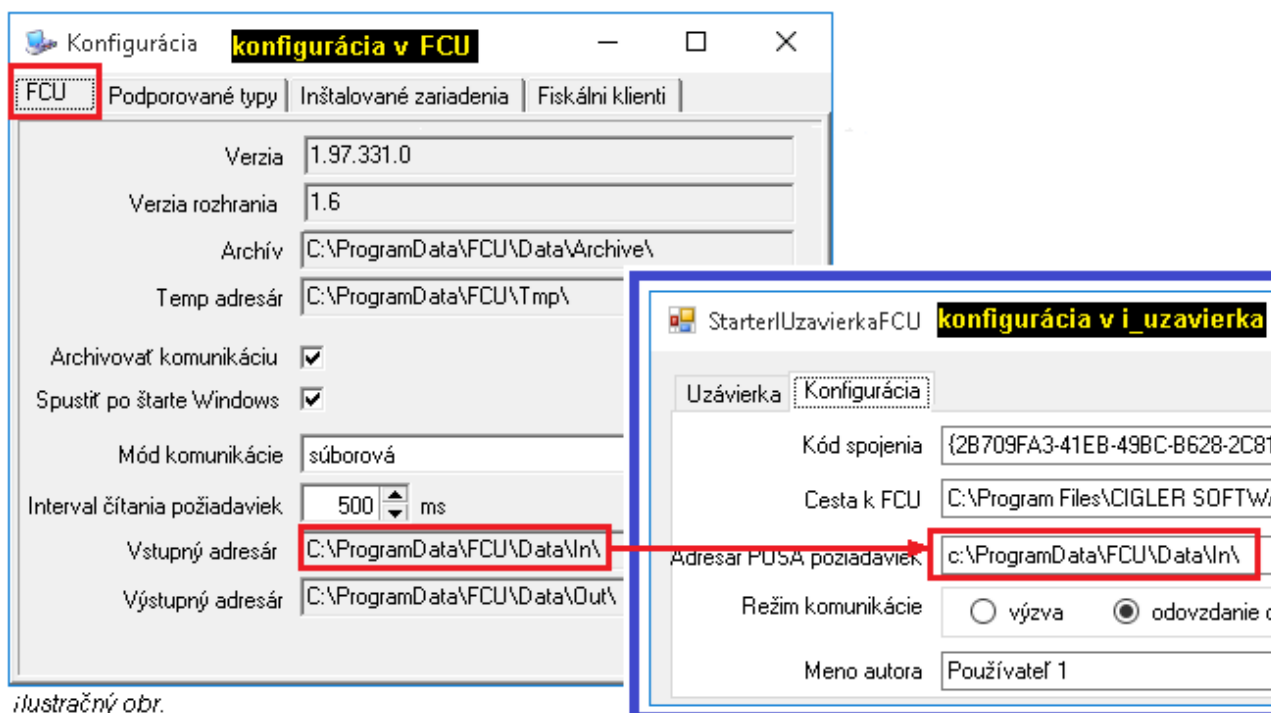 Konfigurácia konfigurácia v FCU
FCU Podporované typy Inštalované zariadenia Fiškálni klienti
Verzia 1.97.331.0
Verzia rozhrania 1.6
Archív C:\ProgramData\FCU\Data\Archive\
Temp adresár C:\ProgramData\FCU\Tmp\
Archivovať komunikáciu
Spustiť po štarte Windows
Mód komunikácie súborová
Interval čítania požiadaviek 500 ms
Vstupný adresár C:\ProgramData\FCU\Data\In\
Výstupný adresár C:\ProgramData\FCU\Data\Out\
StarterIUzavierkaFCU konfigurácia v i_uzavierka
Uzávierka Konfigurácia
Kód spojenia {2B709FA3-41EB-49BC-B628-2C81
Cesta k FCU C:\Program Files\CIGLER SOFTWA
Adresár PUSA požiadaviek c:\ProgramData\FCU\Data\In\
Režim komunikácie výzva odovzdanie
Meno autora Používateľ 1
ilustračný obr.